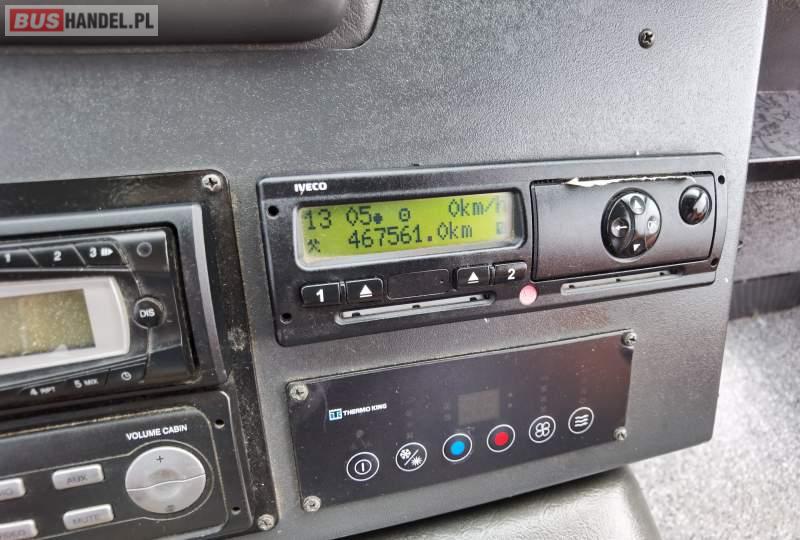 BUSHANDEL.PL
IVECO
13 05 0km/h
467561.0km
1 2
1 2 3
DIS
4 RPT 5 MIX
THERMO KING
VOLUME CABIN
+
-
AUX
MUTE